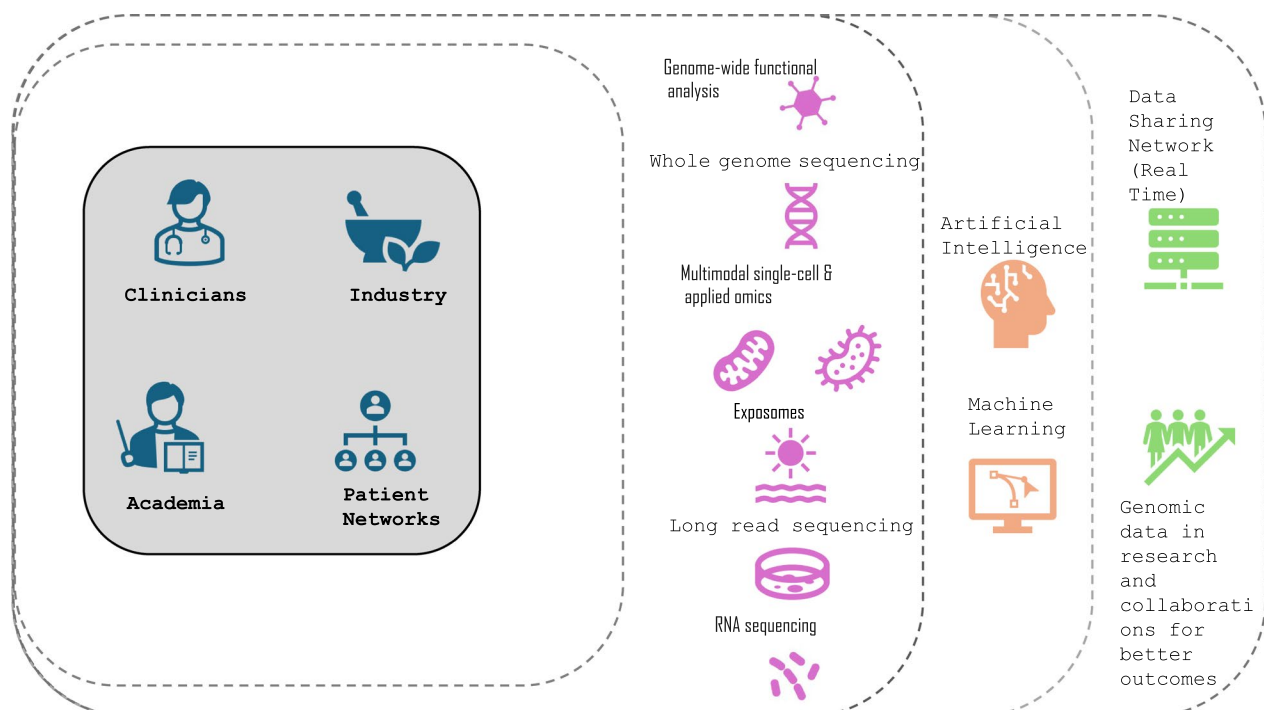 Clinicians
Industry
Academia
Patient
Networks
Genome-wide functional
analysis
Whole genome sequencing
Multimodal single-cell &
applied omics
Exposomes
Long read sequencing
RNA sequencing
Artificial
Intelligence
Machine
Learning
Data
Sharing
Network
(Real
Time)
Genomic
data in
research
and
collaborati
ons for
better
outcomes